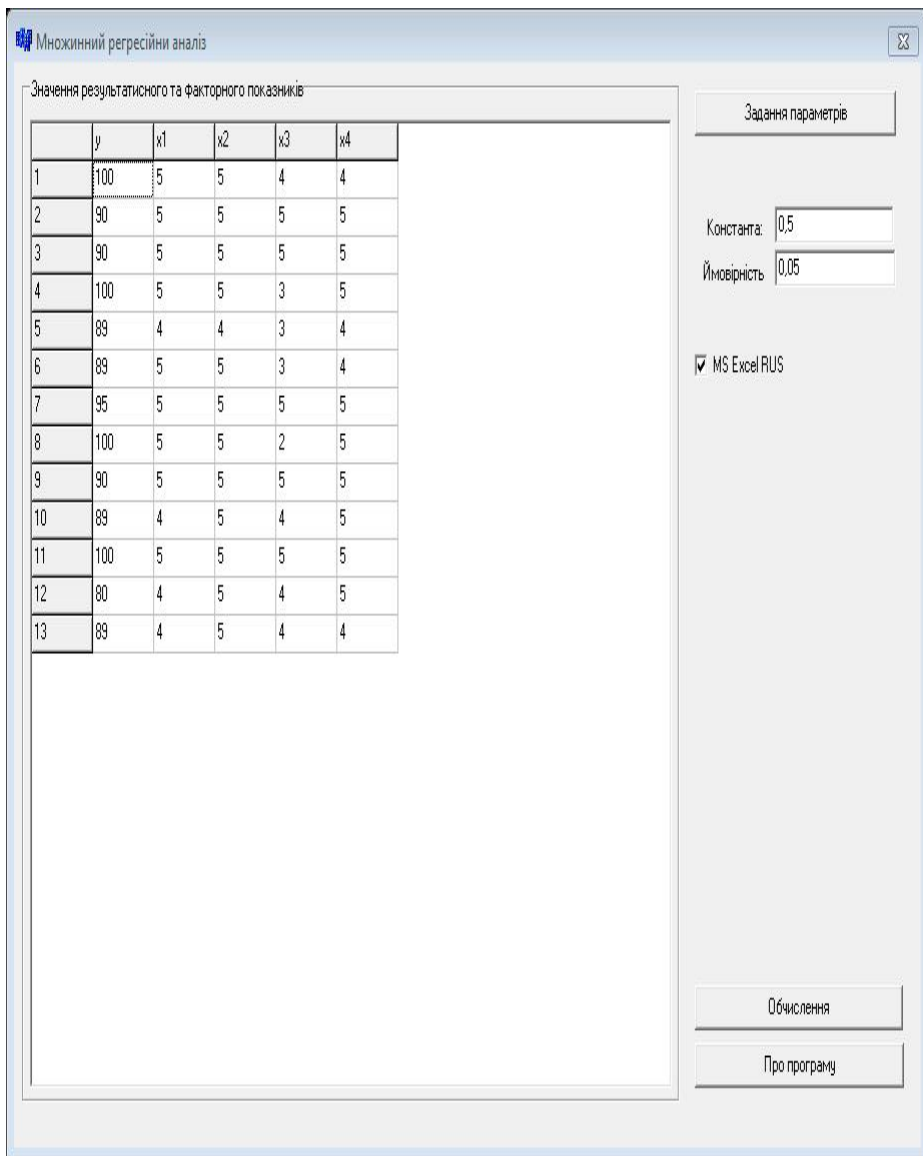 Множинний регресійни аналіз
Значення результатисного та факторного показників
y x1 x2 x3 x4
1 100 5 5 4 4
2 90 5 5 5 5
3 90 5 5 5 5
4 100 5 5 3 5
5 89 4 4 3 4
6 89 5 5 3 4
7 95 5 5 5 5
8 100 5 5 2 5
9 90 5 5 5 5
10 89 4 5 4 5
11 100 5 5 5 5
12 80 4 5 4 5
13 89 4 5 4 4
Задання параметрів
Константа: 0,5
Ймовірність 0,05
MS Excel RUS
Обчислення
Про програму